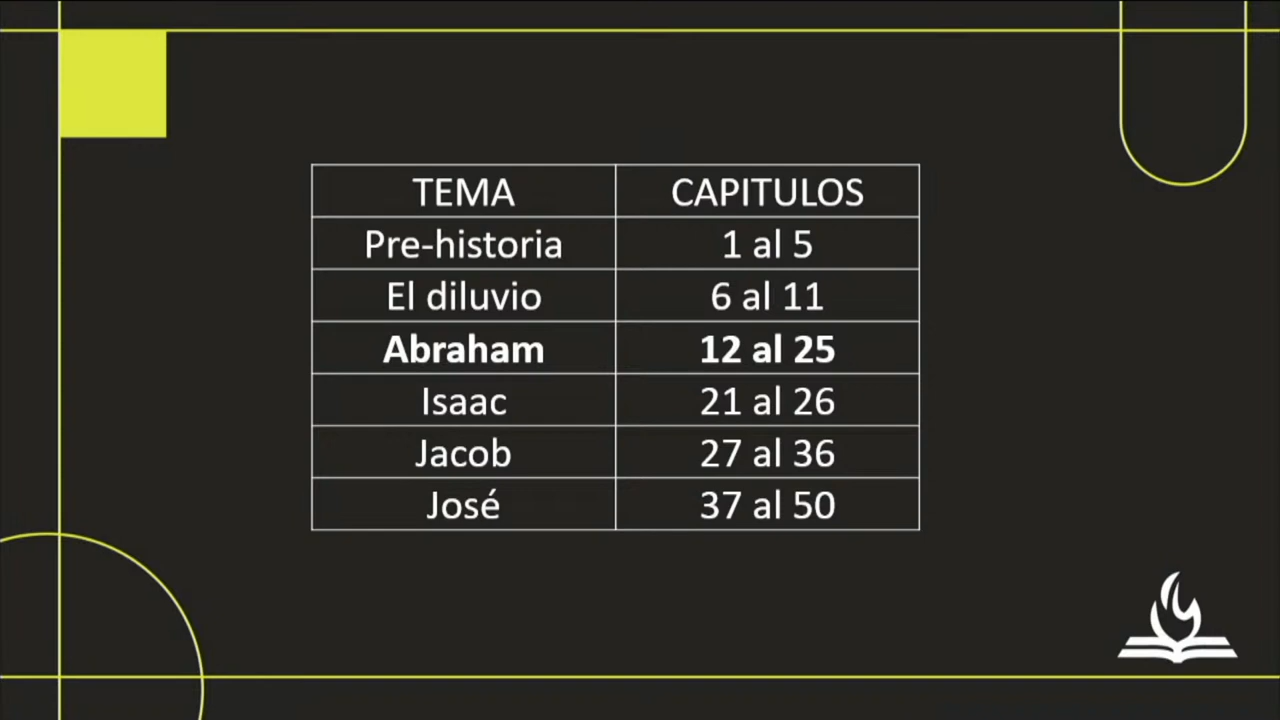 TEMA CAPITULOS
Pre-historia 1 al 5
El diluvio 6 al 11
Abraham 12 al 25
Isaac 21 al 26
Jacob 27 al 36
José 37 al 50